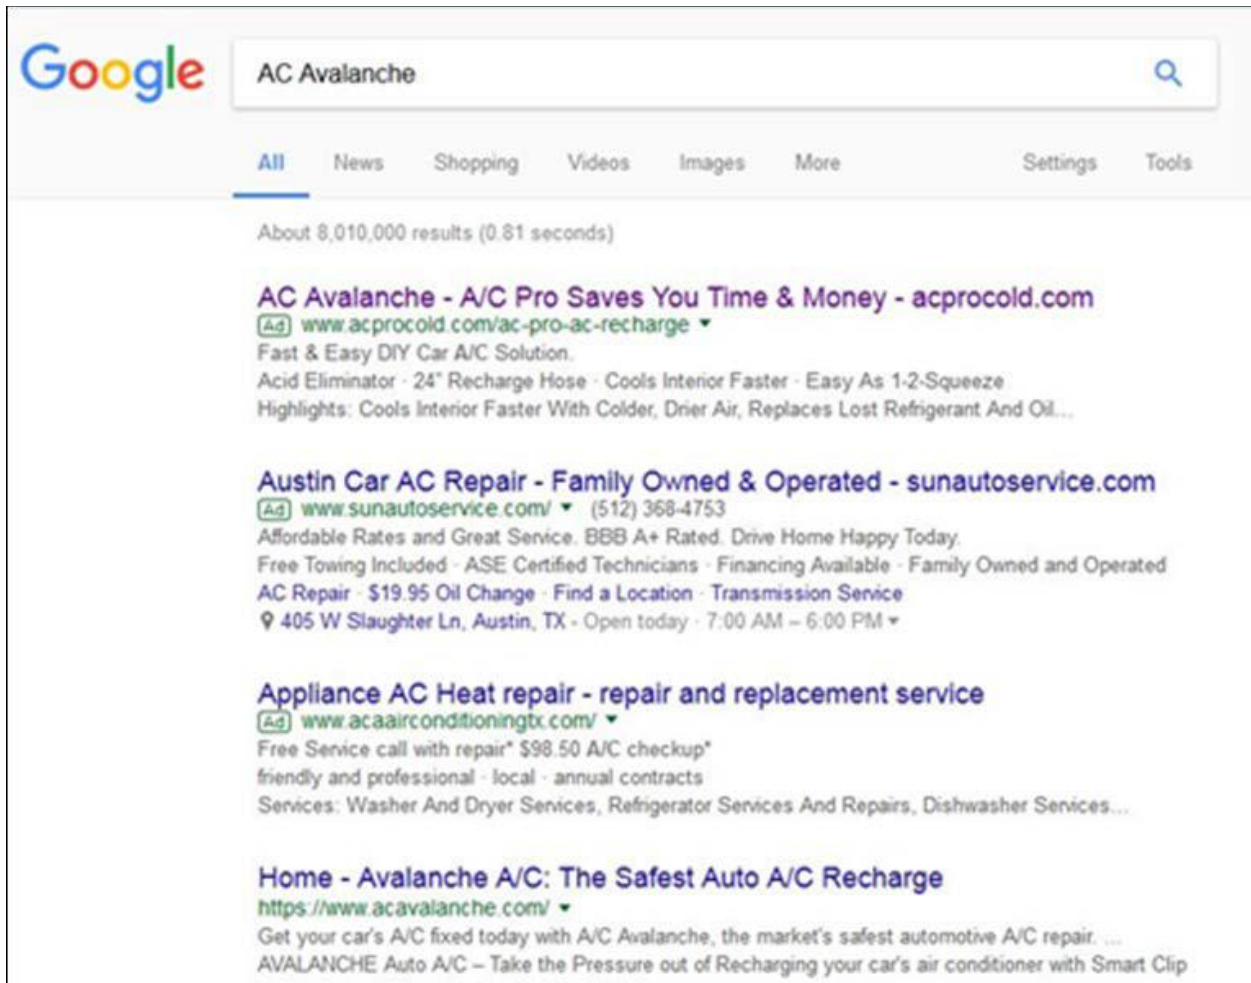 Google
AC Avalanche
All News Shopping Videos Images More Settings Tools
About 8,010,000 results (0.81 seconds)
AC Avalanche - A/C Pro Saves You Time & Money - acprocold.com
Ad www.acprocold.com/ac-pro-ac-recharge
Fast & Easy DIY Car A/C Solution.
Acid Eliminator · 24" Recharge Hose · Cools Interior Faster · Easy As 1-2-Squeeze
Highlights: Cools Interior Faster With Colder, Drier Air, Replaces Lost Refrigerant And Oil...
Austin Car AC Repair - Family Owned & Operated - sunautoservice.com
Ad www.sunautoservice.com/ (512) 368-4753
Affordable Rates and Great Service. BBB A+ Rated. Drive Home Happy Today.
Free Towing Included · ASE Certified Technicians · Financing Available · Family Owned and Operated
AC Repair · $19.95 Oil Change · Find a Location · Transmission Service
405 W Slaughter Ln, Austin, TX - Open today · 7:00 AM – 6:00 PM
Appliance AC Heat repair - repair and replacement service
Ad www.acaairconditioningtx.com/
Free Service call with repair* $98.50 A/C checkup*
friendly and professional · local · annual contracts
Services: Washer And Dryer Services, Refrigerator Services And Repairs, Dishwasher Services...
Home - Avalanche A/C: The Safest Auto A/C Recharge
https://www.acavalanche.com/
Get your car's A/C fixed today with A/C Avalanche, the market's safest automotive A/C repair. ...
AVALANCHE Auto A/C – Take the Pressure out of Recharging your car's air conditioner with Smart Clip